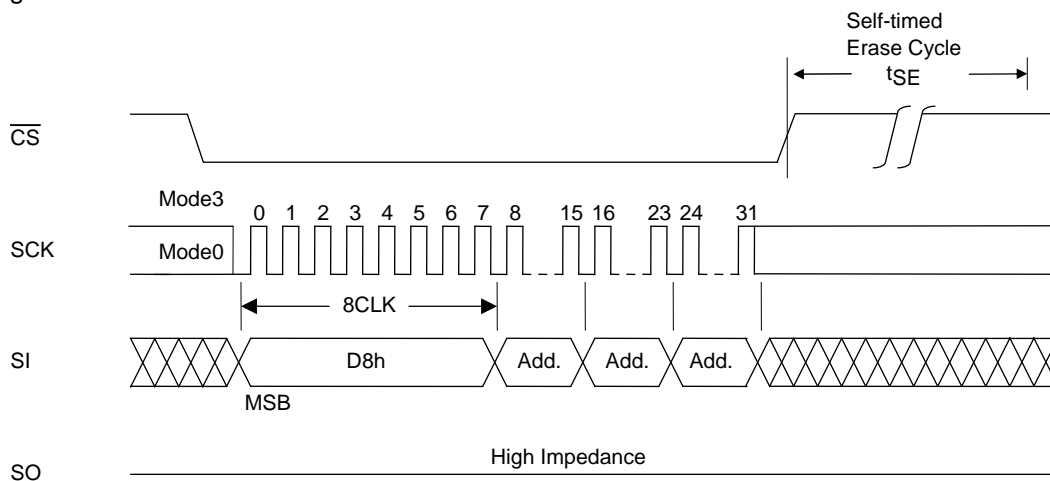 Self-timed
Erase Cycle
tSE
CS
Mode3
0 1 2 3 4 5 6 7 8 15 16 23 24 31
SCK
Mode0
8CLK
SI
D8h
Add.
Add.
Add.
MSB
High Impedance
SO